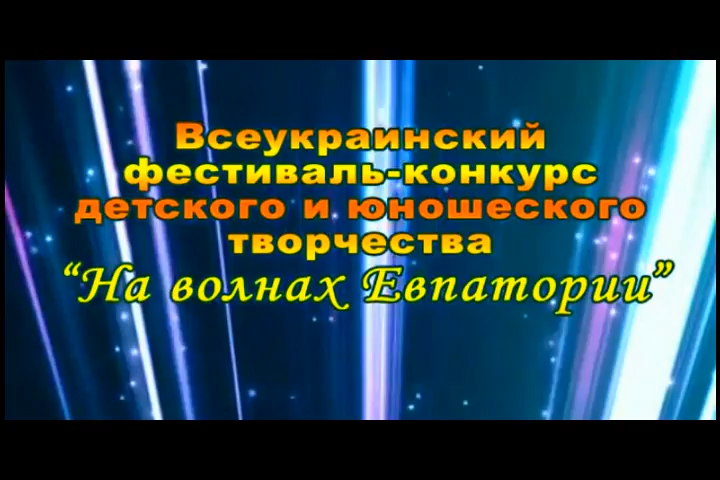 Всеукраинский
фестиваль-конкурс
детского и юношеского
творчества
“На волнах Евпатории”